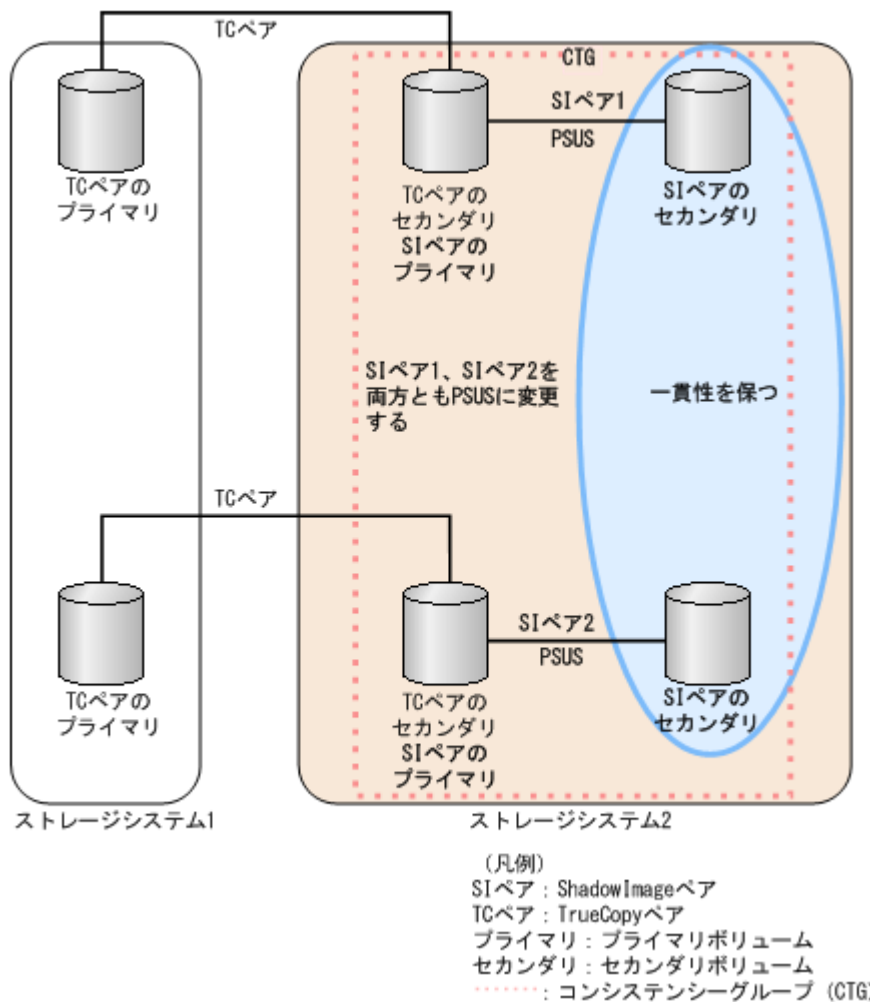 TCペア
CTG
SIペア1
PSUS
TCペアの
プライマリ
TCペアの
セカンダリ
SIペアの
プライマリ
SIペアの
セカンダリ
SIペア1、SIペア2を
両方ともPSUSに変更
する
一貫性を保つ
TCペア
SIペア2
PSUS
TCペアの
プライマリ
TCペアの
セカンダリ
SIペアの
プライマリ
SIペアの
セカンダリ
ストレージシステム1
ストレージシステム2
(凡例)
SIペア：ShadowImageペア
TCペア：TrueCopyペア
プライマリ：プライマリボリューム
セカンダリ：セカンダリボリューム
：コンシステンシーグループ (CTG)